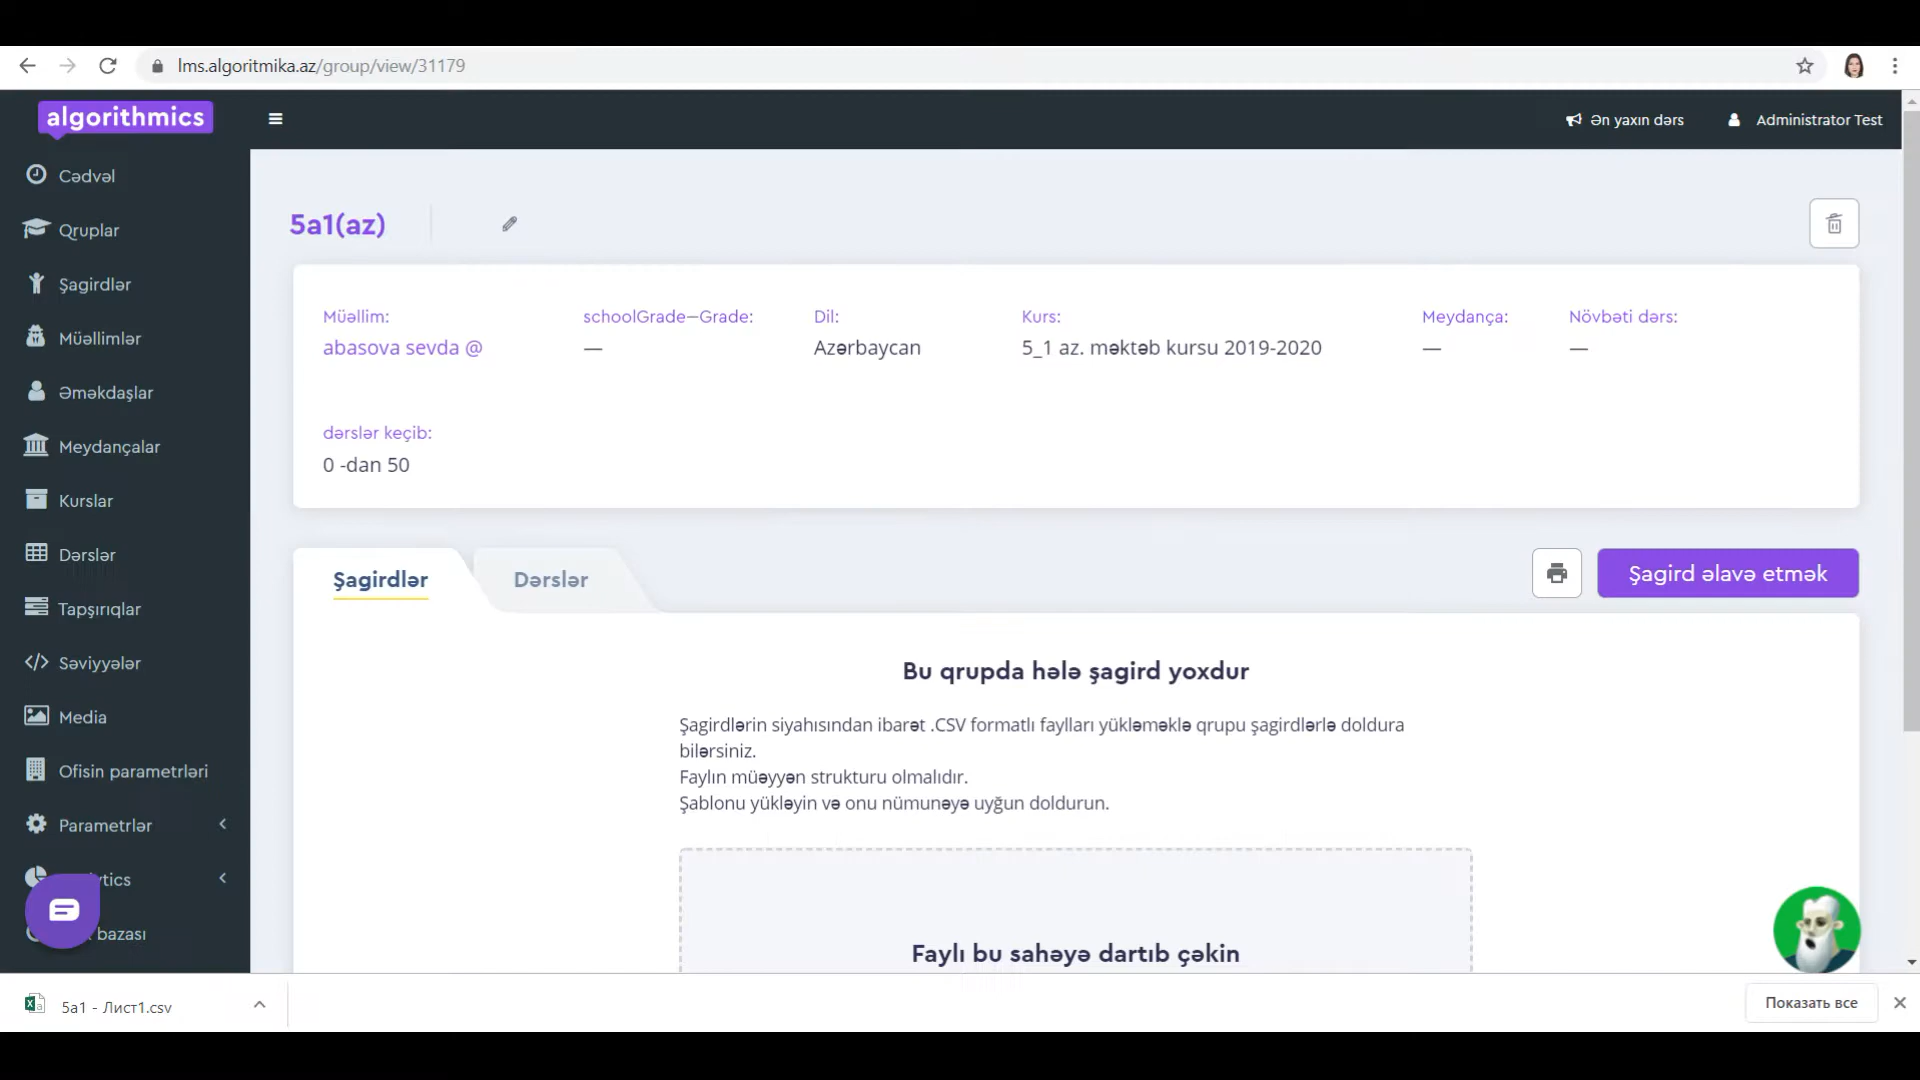 lms.algoritmika.az/group/view/31179
algorithmics
Ən yaxın dərs
Administrator Test
Cədvəl
Qruplar
Şagirdlər
Müəllimlər
Əməkdaşlar
Meydançalar
Kurslar
Dərslər
Tapşırıqlar
Səviyyələr
Media
Ofisin parametrləri
Parametrlər
ytics
bazası
5a1(az)
Müəllim:
abasova sevda @
schoolGrade—Grade:
—
Dil:
Azərbaycan
Kurs:
5_1 az. məktəb kursu 2019-2020
Meydança:
—
Növbəti dərs:
—
dərslər keçib:
0 -dan 50
Şagirdlər
Dərslər
Şagird əlavə etmək
Bu qrupda hələ şagird yoxdur
Şagirdlərin siyahısından ibarət .CSV formatlı faylları yükləməklə qrupu şagirdlərlə doldura
bilərsiniz.
Faylın müəyyən strukturu olmalıdır.
Şablonu yükləyin və onu nümunəyə uyğun doldurun.
Faylı bu sahəyə dartıb çəkin
5a1 - Лист1.csv
Показать все